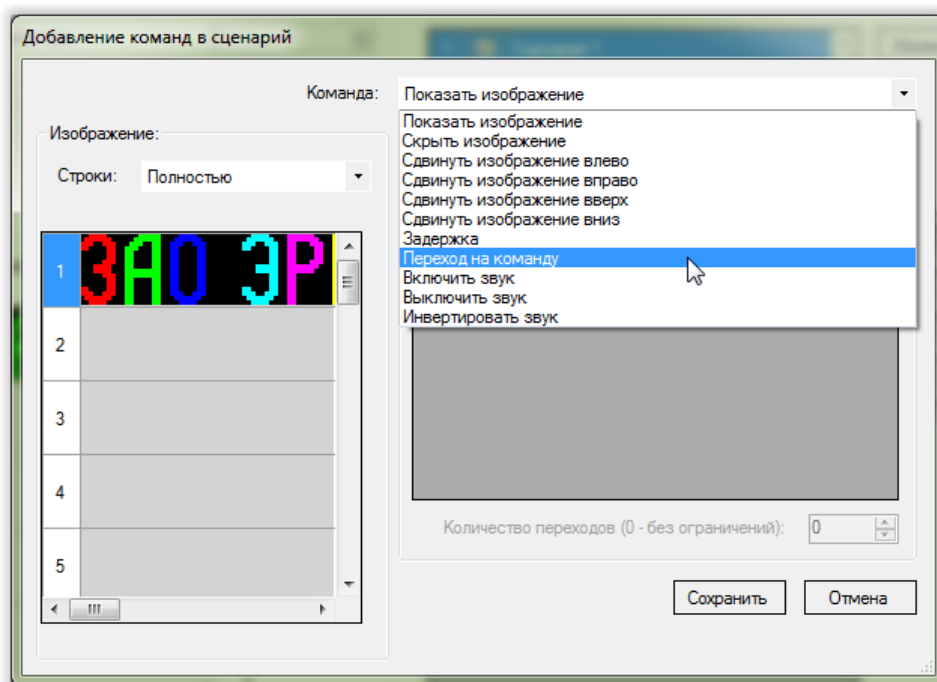 Добавление команд в сценарий
Команда:
Показать изображение
Показать изображение
Скрыть изображение
Сдвинуть изображение влево
Сдвинуть изображение вправо
Сдвинуть изображение вверх
Сдвинуть изображение вниз
Задержка
Переход на команду
Включить звук
Выключить звук
Инвертировать звук
Изображение:
Строки:
Полностью
1
ЗАО ЭР
2
3
4
5
Количество переходов (0 - без ограничений):
0
Сохранить
Отмена